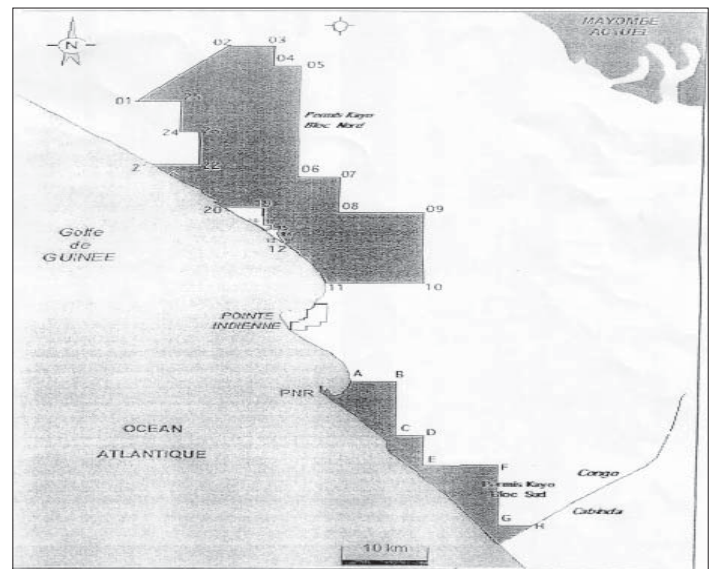 MAYOMBE
ACTUEL
N
02
03
04
05
01
Permis Kayo
Bloc Nord
24
22
06
07
20
08
09
12
Golfe
de
GUINEE
11
10
POINTE
INDIENNE
A
B
PNR
C
D
OCEAN
ATLANTIQUE
E
F
Congo
Permis Kayo
Bloc Sud
Cabinda
G
H
10 km